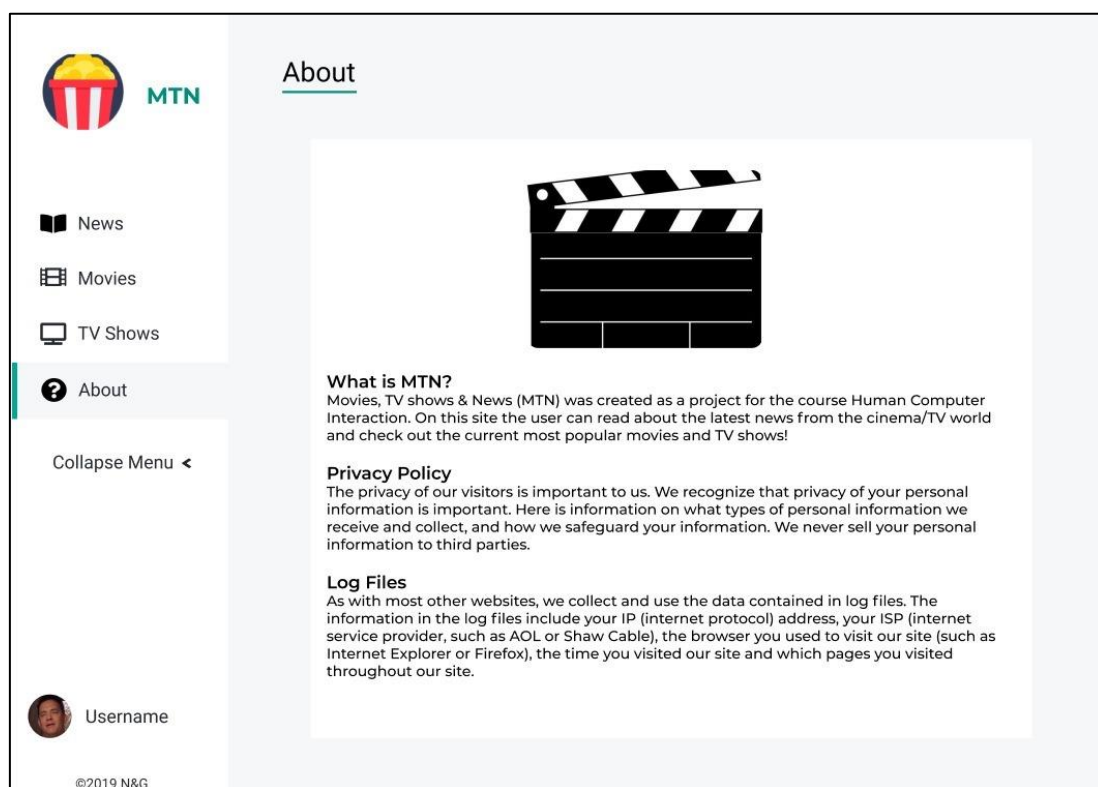 MTN
News
Movies
TV Shows
About
Collapse Menu <
Username
©2019 N&G
About
What is MTN?
Movies, TV shows & News (MTN) was created as a project for the course Human Computer
Interaction. On this site the user can read about the latest news from the cinema/TV world
and check out the current most popular movies and TV shows!
Privacy Policy
The privacy of our visitors is important to us. We recognize that privacy of your personal
information is important. Here is information on what types of personal information we
receive and collect, and how we safeguard your information. We never sell your personal
information to third parties.
Log Files
As with most other websites, we collect and use the data contained in log files. The
information in the log files include your IP (internet protocol) address, your ISP (internet
service provider, such as AOL or Shaw Cable), the browser you used to visit our site (such as
Internet Explorer or Firefox), the time you visited our site and which pages you visited
throughout our site.